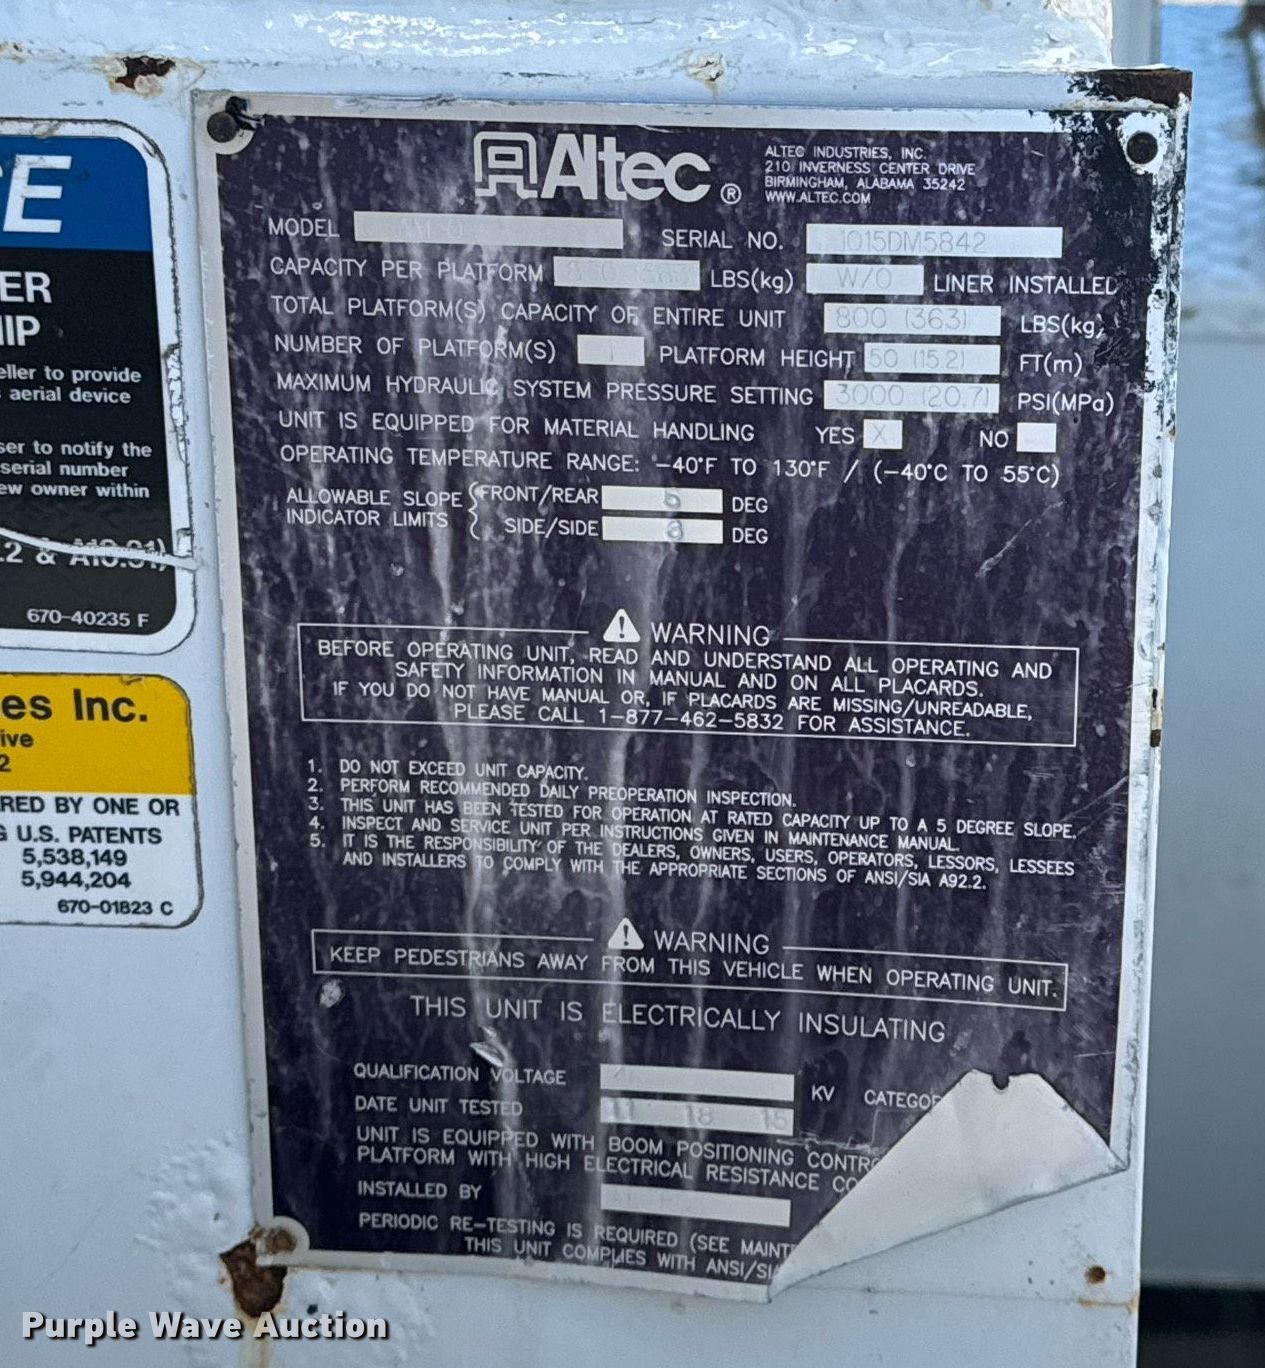 E
ER
IP
eller to provide
aerial device
ser to notify the
serial number
ew owner within
.2 & A10.31)
670-40235 F
es Inc.
ive
2
RED BY ONE OR
G U.S. PATENTS
5,538,149
5,944,204
670-01823 C
Altec®
ALTEC INDUSTRIES, INC.
210 INVERNESS CENTER DRIVE
BIRMINGHAM, ALABAMA 35242
WWW.ALTEC.COM
MODEL SERIAL NO. 1015DM5842
CAPACITY PER PLATFORM LBS(kg) W/O LINER INSTALLED
TOTAL PLATFORM(S) CAPACITY OF ENTIRE UNIT 800 (363) LBS(kg)
NUMBER OF PLATFORM(S) 1 PLATFORM HEIGHT 50 (15.2) FT(m)
MAXIMUM HYDRAULIC SYSTEM PRESSURE SETTING 3000 (20.7) PSI(MPa)
UNIT IS EQUIPPED FOR MATERIAL HANDLING YES X NO
OPERATING TEMPERATURE RANGE: -40°F TO 130°F / (-40°C TO 55°C)
ALLOWABLE SLOPE INDICATOR LIMITS
FRONT/REAR DEG
SIDE/SIDE DEG
WARNING
BEFORE OPERATING UNIT, READ AND UNDERSTAND ALL OPERATING AND
SAFETY INFORMATION IN MANUAL AND ON ALL PLACARDS.
IF YOU DO NOT HAVE MANUAL OR, IF PLACARDS ARE MISSING/UNREADABLE,
PLEASE CALL 1-877-462-5832 FOR ASSISTANCE.
1. DO NOT EXCEED UNIT CAPACITY.
2. PERFORM RECOMMENDED DAILY PREOPERATION INSPECTION.
3. THIS UNIT HAS BEEN TESTED FOR OPERATION AT RATED CAPACITY UP TO A 5 DEGREE SLOPE.
4. INSPECT AND SERVICE UNIT PER INSTRUCTIONS GIVEN IN MAINTENANCE MANUAL.
5. IT IS THE RESPONSIBILITY OF THE DEALERS, OWNERS, USERS, OPERATORS, LESSORS, LESSEES
AND INSTALLERS TO COMPLY WITH THE APPROPRIATE SECTIONS OF ANSI/SIA A92.2.
WARNING
KEEP PEDESTRIANS AWAY FROM THIS VEHICLE WHEN OPERATING UNIT.
THIS UNIT IS ELECTRICALLY INSULATING
QUALIFICATION VOLTAGE KV CATEGOR
DATE UNIT TESTED 11 18 15
UNIT IS EQUIPPED WITH BOOM POSITIONING CONTR
PLATFORM WITH HIGH ELECTRICAL RESISTANCE CO
INSTALLED BY
PERIODIC RE-TESTING IS REQUIRED (SEE MAINT
THIS UNIT COMPLIES WITH ANSI/SI
Purple Wave Auction